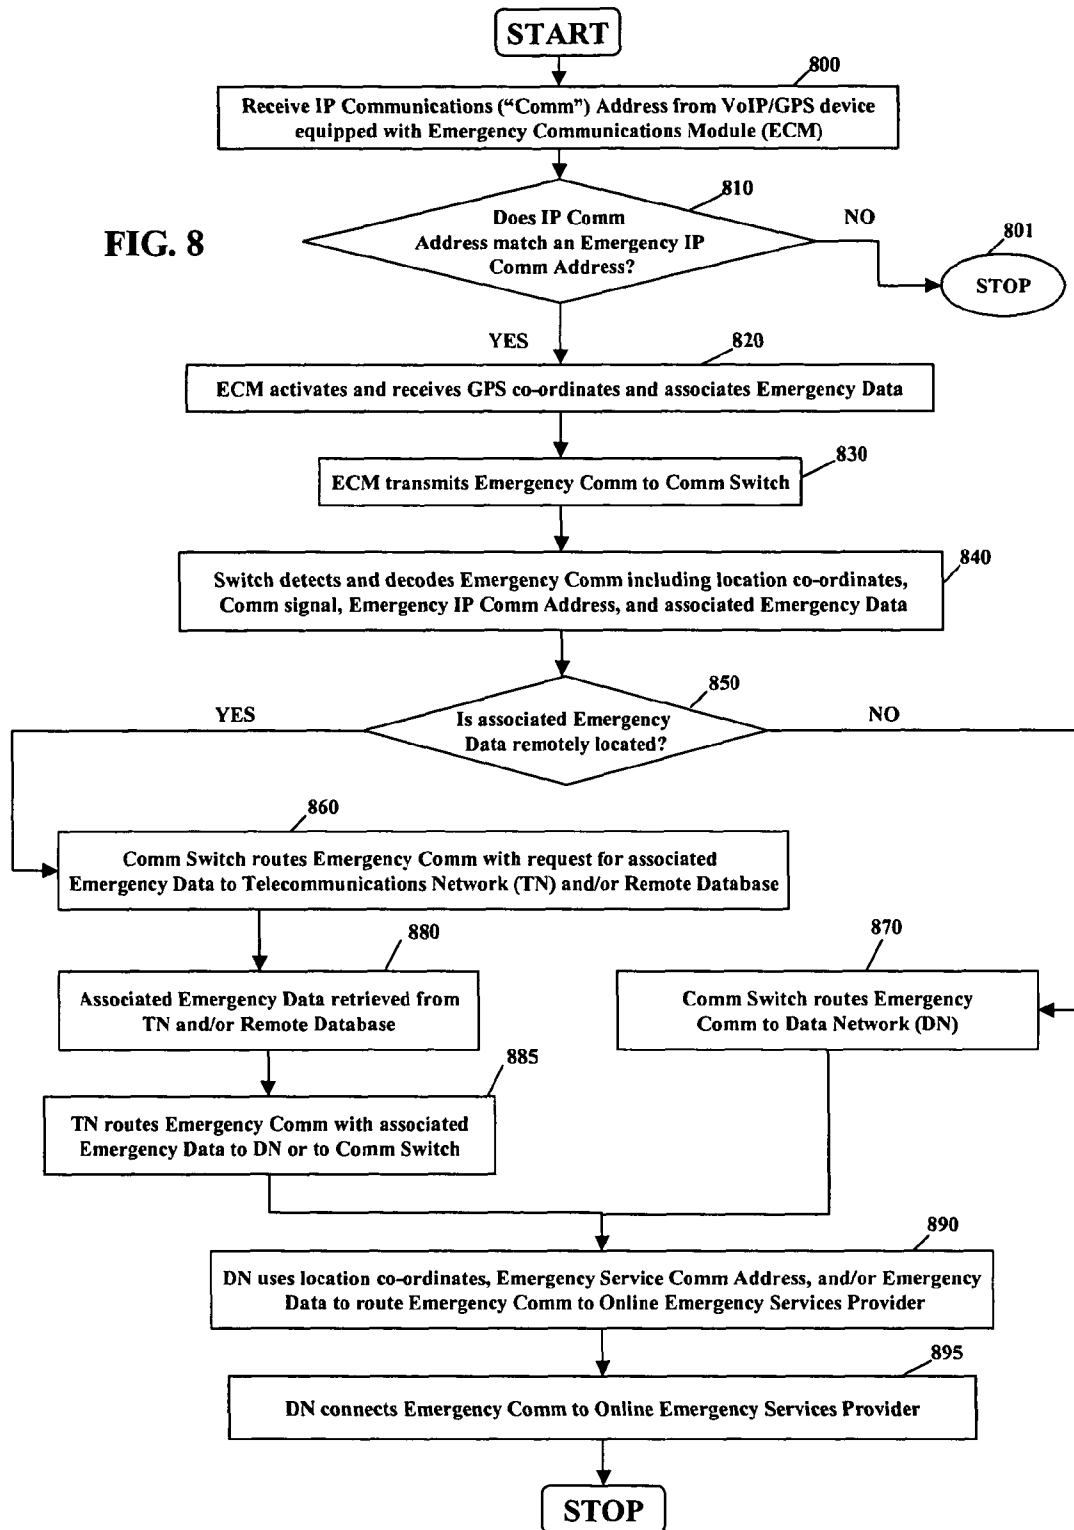 START
800
Receive IP Communications (“Comm”) Address from VoIP/GPS device
equipped with Emergency Communications Module (ECM)
810
FIG. 8
Does IP Comm
Address match an Emergency IP
Comm Address?
NO
801
STOP
YES
820
ECM activates and receives GPS co-ordinates and associates Emergency Data
830
ECM transmits Emergency Comm to Comm Switch
840
Switch detects and decodes Emergency Comm including location co-ordinates,
Comm signal, Emergency IP Comm Address, and associated Emergency Data
850
YES
Is associated Emergency
Data remotely located?
NO
860
Comm Switch routes Emergency Comm with request for associated
Emergency Data to Telecommunications Network (TN) and/or Remote Database
880
Associated Emergency Data retrieved from
TN and/or Remote Database
870
Comm Switch routes Emergency
Comm to Data Network (DN)
885
TN routes Emergency Comm with associated
Emergency Data to DN or to Comm Switch
890
DN uses location co-ordinates, Emergency Service Comm Address, and/or Emergency
Data to route Emergency Comm to Online Emergency Services Provider
895
DN connects Emergency Comm to Online Emergency Services Provider
STOP